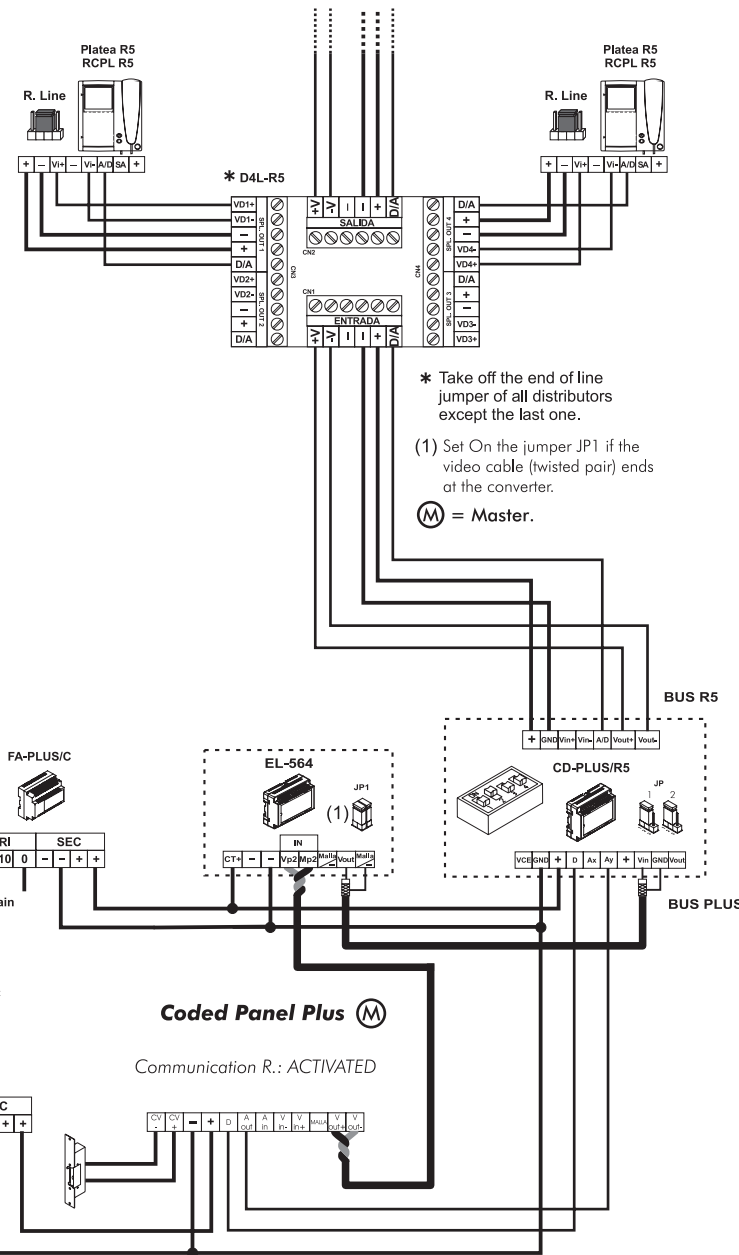 Platea R5
RCPL R5
R. Line
+ – Vi+ – Vi- A/D SA +
Platea R5
RCPL R5
R. Line
+ – Vi+ – Vi- A/D SA +
* D4L-R5
+V -V – I + D/A
SALIDA
CN2
VD1+
VD1-
–
+
D/A
SPL. OUT 1
VD2+
VD2-
–
+
D/A
SPL. OUT 2
CN3
CN4
D/A
+
–
VD4-
VD4+
SPL. OUT 4
D/A
+
–
VD3-
VD3+
SPL. OUT 3
CN1
ENTRADA
+V -V – I + D/A
* Take off the end of line
jumper of all distributors
except the last one.
(1) Set On the jumper JP1 if the
video cable (twisted pair) ends
at the converter.
M = Master.
BUS R5
+ GND Vin+ Vin- A/D Vout+ Vout-
CD-PLUS/R5
JP
1 2
VCE GND + D Ax Ay + Vin GND Vout
BUS PLUS
FA-PLUS/C
RI SEC
10 0 – – + +
ain
EL-564
JP1
(1)
IN
CT+ – – Vp2 Mp2 Malla Vout Malla
Coded Panel Plus M
Communication R.: ACTIVATED
C
+ +
CV - CV + – + D A out A in V in- V in+ MALLA V out+ V out-